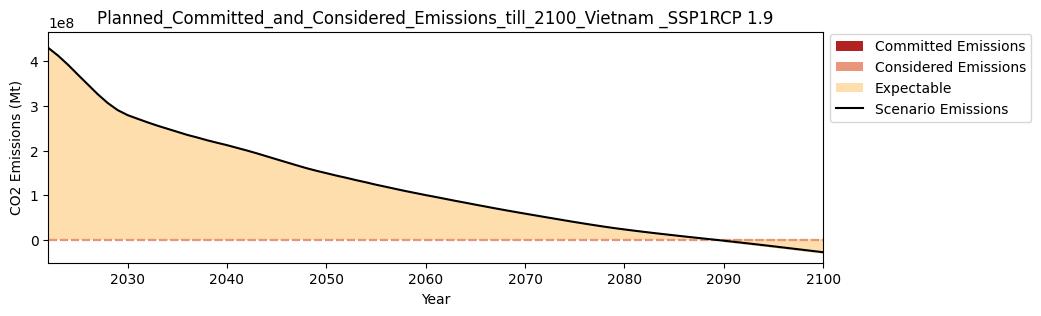 Planned_Committed_and_Considered_Emissions_till_2100_Vietnam _SSP1RCP 1.9
1e8
4
3
2
1
0
CO2 Emissions (Mt)
2030 2040 2050 2060 2070 2080 2090 2100
Year
Committed Emissions
Considered Emissions
Expectable
Scenario Emissions